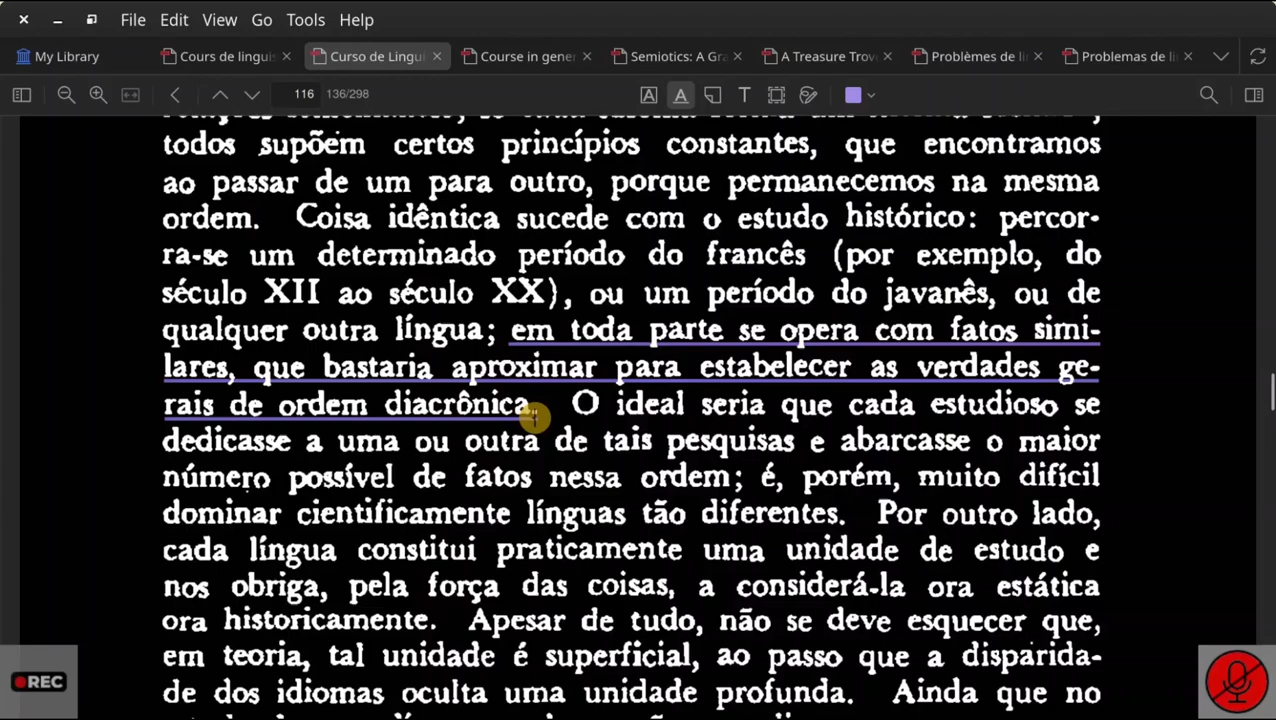 File Edit View Go Tools Help
My Library Cours de linguis Curso de Lingui Course in gener Semiotics: A Gra A Treasure Trov Problèmes de li Problemas de lin
116 136/298
todos supõem certos princípios constantes, que encontramos
ao passar de um para outro, porque permanecemos na mesma
ordem. Coisa idêntica sucede com o estudo histórico: percor-
ra-se um determinado período do francês (por exemplo, do
século XII ao século XX), ou um período do javanês, ou de
qualquer outra língua; em toda parte se opera com fatos simi-
lares, que bastaria aproximar para estabelecer as verdades ge-
rais de ordem diacrônica. O ideal seria que cada estudioso se
dedicasse a uma ou outra de tais pesquisas e abarcasse o maior
número possível de fatos nessa ordem; é, porém, muito difícil
dominar cientificamente línguas tão diferentes. Por outro lado,
cada língua constitui praticamente uma unidade de estudo e
nos obriga, pela força das coisas, a considerá-la ora estática
ora historicamente. Apesar de tudo, não se deve esquecer que,
em teoria, tal unidade é superficial, ao passo que a disparida-
de dos idiomas oculta uma unidade profunda. Ainda que no
REC